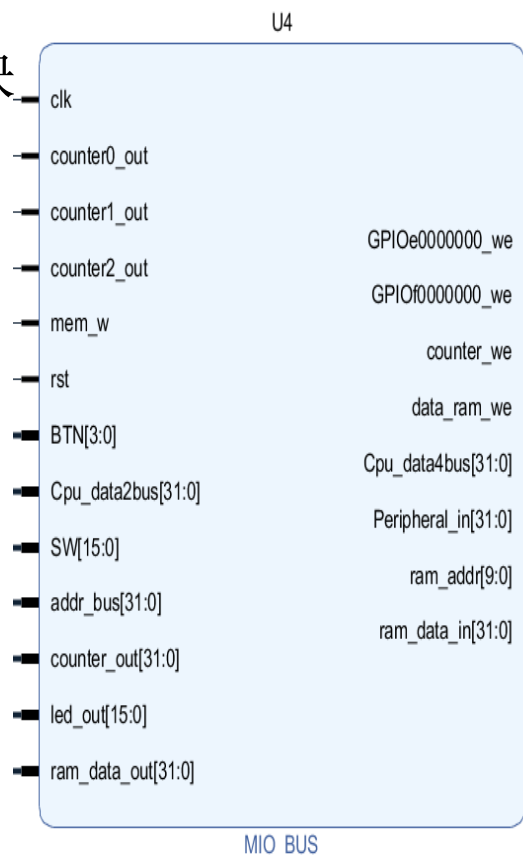 U4
clk
counter0_out
counter1_out
counter2_out
mem_w
rst
BTN[3:0]
Cpu_data2bus[31:0]
SW[15:0]
addr_bus[31:0]
counter_out[31:0]
led_out[15:0]
ram_data_out[31:0]
GPIOe0000000_we
GPIOf0000000_we
counter_we
data_ram_we
Cpu_data4bus[31:0]
Peripheral_in[31:0]
ram_addr[9:0]
ram_data_in[31:0]
MIO BUS